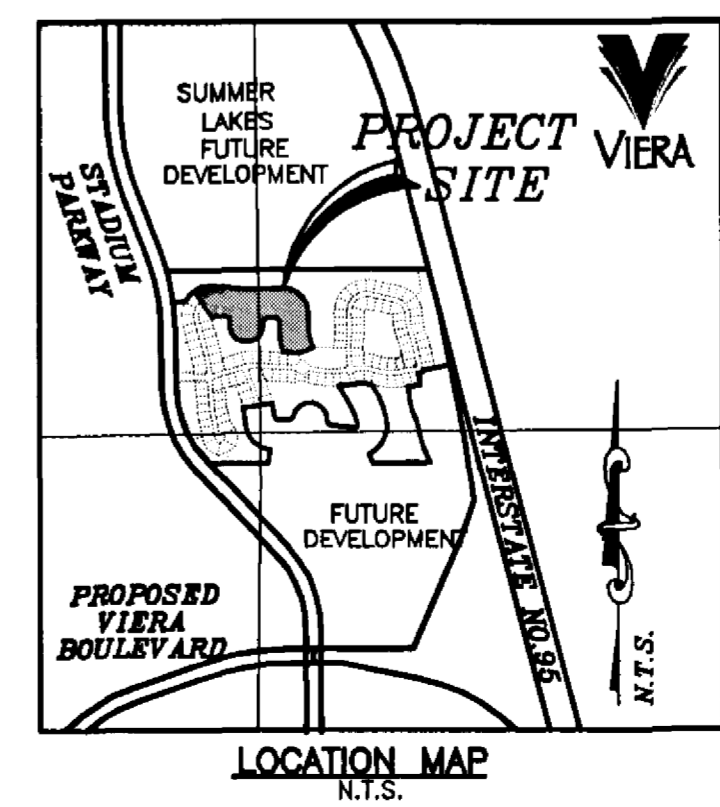 SUMMER
LAKES
FUTURE
DEVELOPMENT
PROJECT
SITE
VIERA
STADIUM
PARKWAY
INTERSTATE NO.95
FUTURE
DEVELOPMENT
PROPOSED
VIERA
BOULEVARD
N.T.S.
LOCATION MAP
N.T.S.